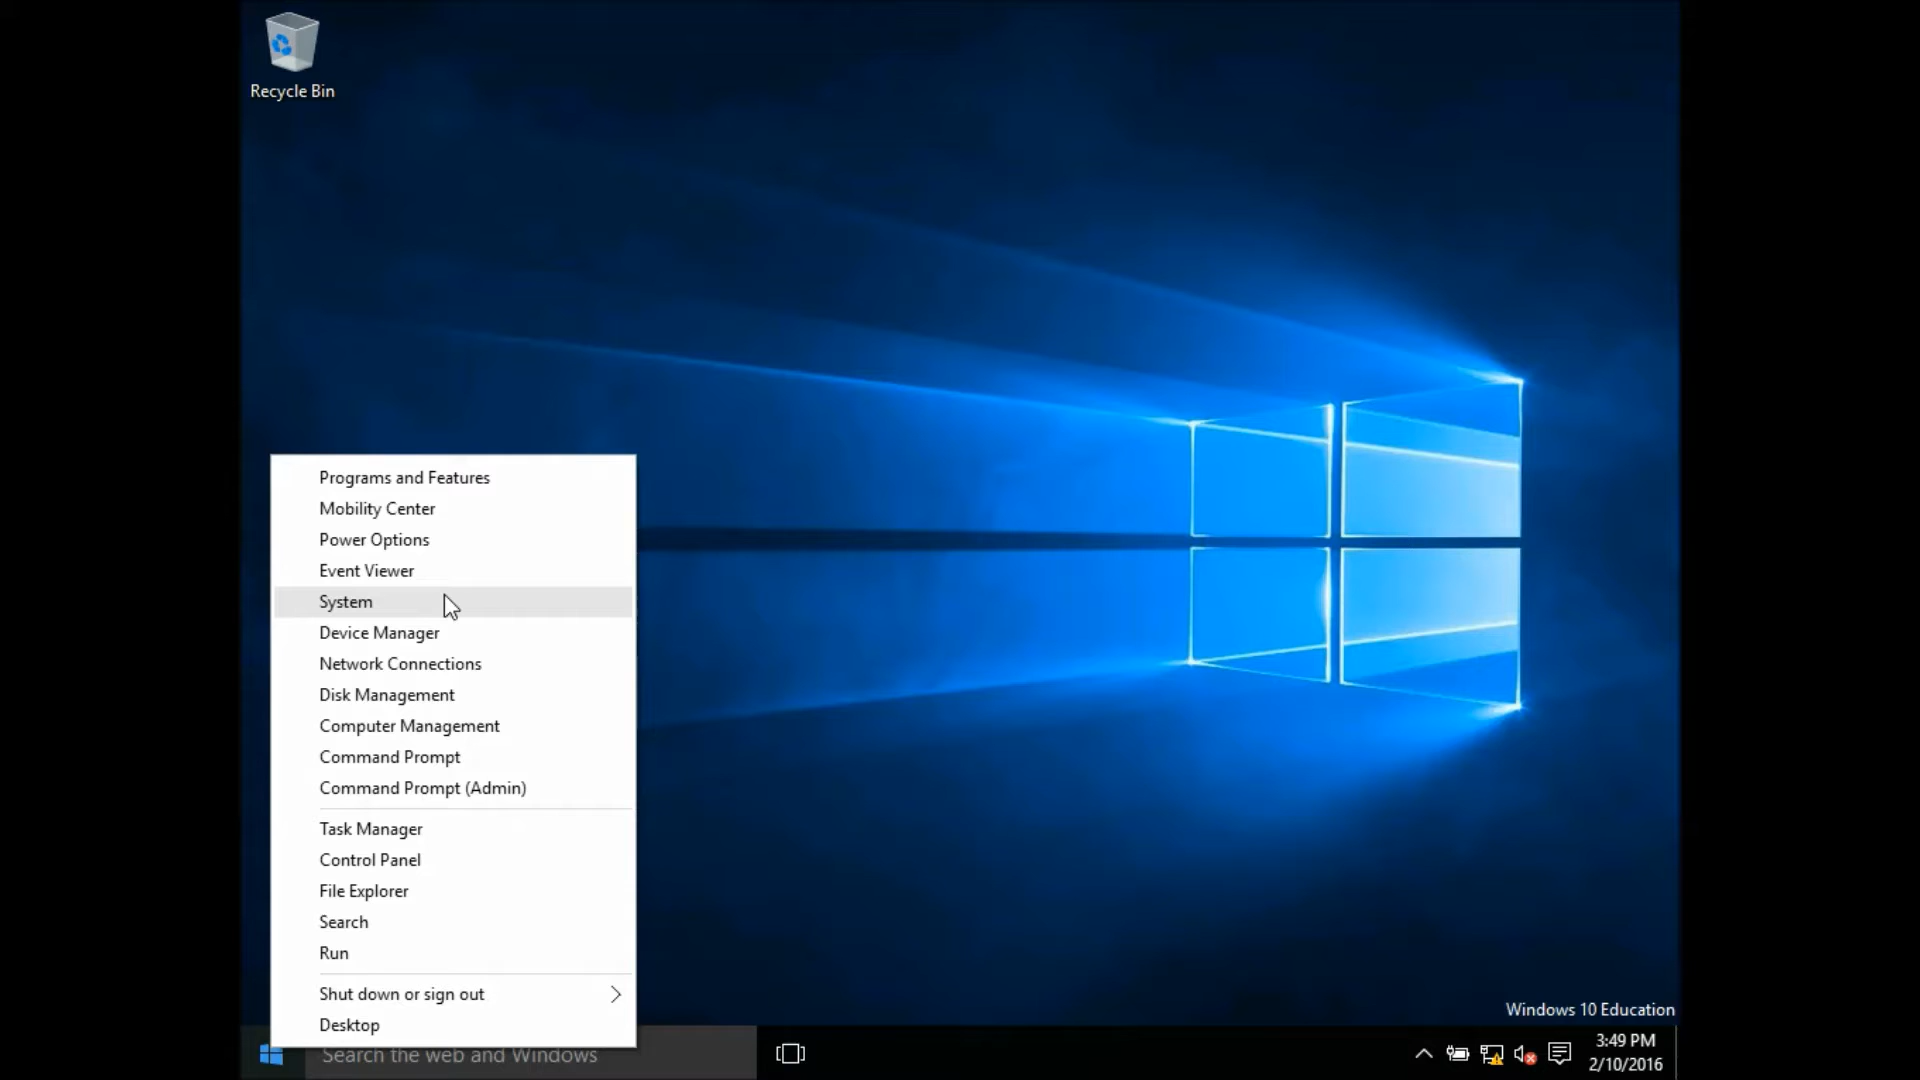 Recycle Bin
Programs and Features
Mobility Center
Power Options
Event Viewer
System
Device Manager
Network Connections
Disk Management
Computer Management
Command Prompt
Command Prompt (Admin)
Task Manager
Control Panel
File Explorer
Search
Run
Shut down or sign out
Desktop
Windows 10 Education
Search the web and Windows
3:49 PM
2/10/2016